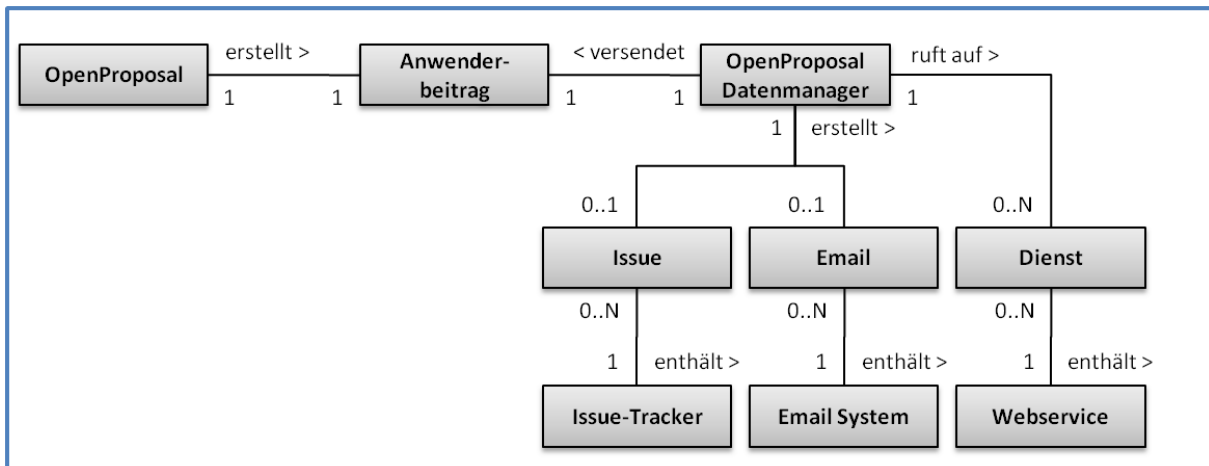 erstellt >
< versendet
ruft auf >
OpenProposal
Anwender-
beitrag
OpenProposal
Datenmanager
1
1
1
1
1
1
erstellt >
0..1
0..1
0..N
Issue
Email
Dienst
0..N
0..N
0..N
1
enthält >
1
enthält >
1
enthält >
Issue-Tracker
Email System
Webservice